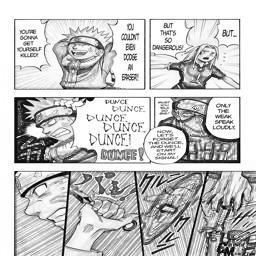 BUT...
BUT THAT'S
SO
DANGEROUS!
YOU
COULDN'T
EVEN
DODGE
AN
ERASER!
YOU'RE
GONNA
GET
YOURSELF
KILLED!
ONLY
THE
WEAK
SPEAK
LOUDLY.
NOW,
LET'S
FORGET
THE DUNCE,
AND WE'LL
START
ON MY
SIGNAL!
DUNCE
DUNCE,
DUNCE,
DUNCE,
DUNCE!
DUNCE!